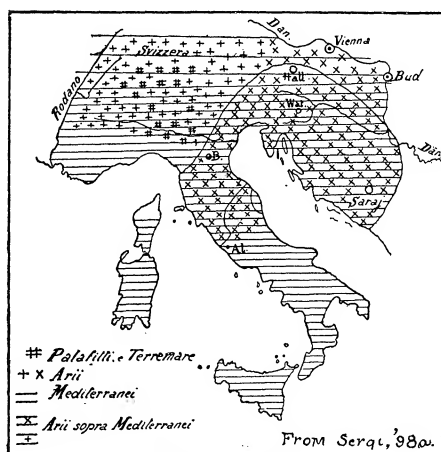 Dan.
Vienna
Svizzera
Hall
Bud
Rodano
Wat.
Dan
B.
Saraj
Al.
Palafitti e Terremare
Arii
Mediterranei
Arii sopra Mediterranei
From Sergi, '98a.